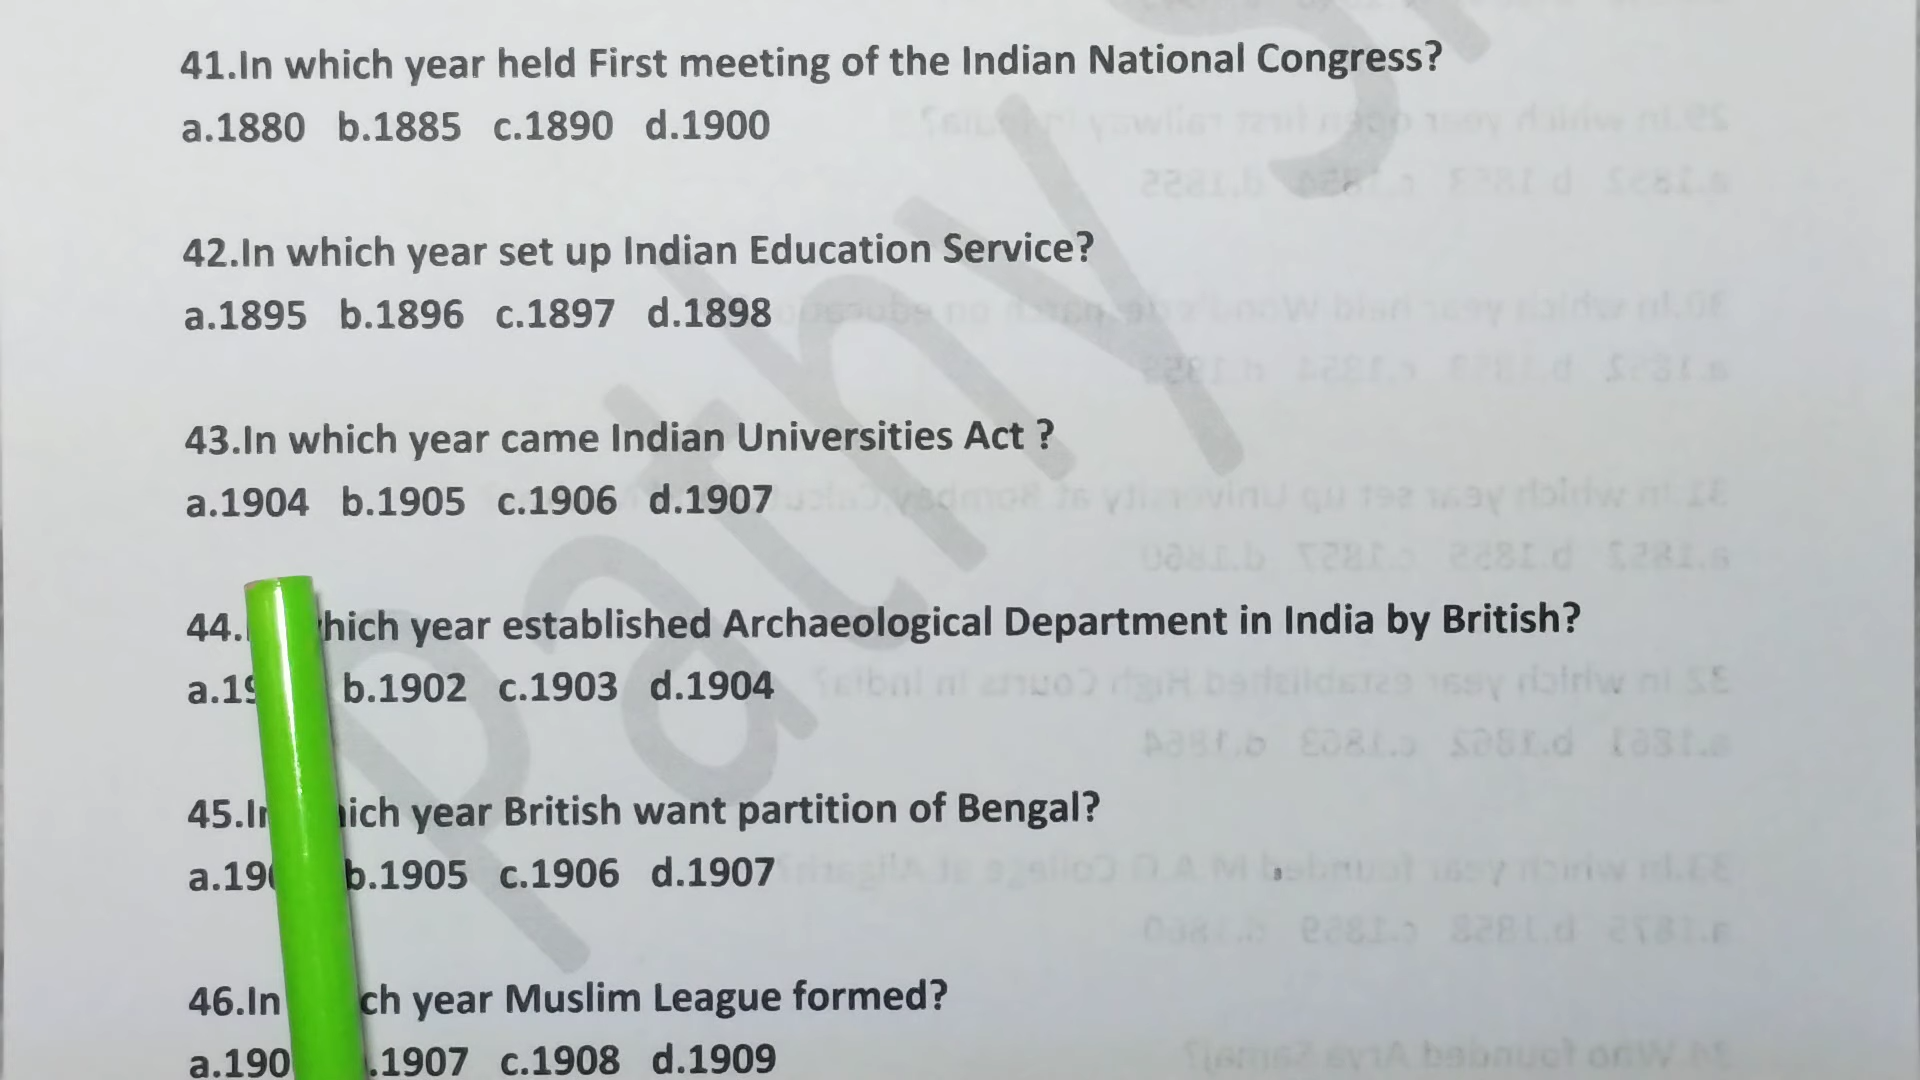 41.In which year held First meeting of the Indian National Congress?
a.1880 b.1885 c.1890 d.1900
42.In which year set up Indian Education Service?
a.1895 b.1896 c.1897 d.1898
43.In which year came Indian Universities Act ?
a.1904 b.1905 c.1906 d.1907
44. year established Archaeological Department in India by British?
b.1902 c.1903 d.1904
45. year British want partition of Bengal?
b.1905 c.1906 d.1907
46.In year Muslim League formed?
.1907 c.1908 d.1909
Pathy